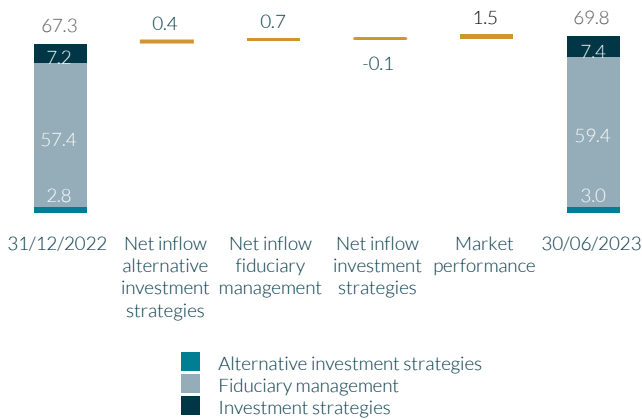 67.3
0.4
0.7
1.5
69.8
7.2
-0.1
7.4
57.4
59.4
2.8
3.0
31/12/2022
Net inflow
alternative
investment
strategies
Net inflow
fiduciary
management
Net inflow
investment
strategies
Market
performance
30/06/2023
Alternative investment strategies
Fiduciary management
Investment strategies